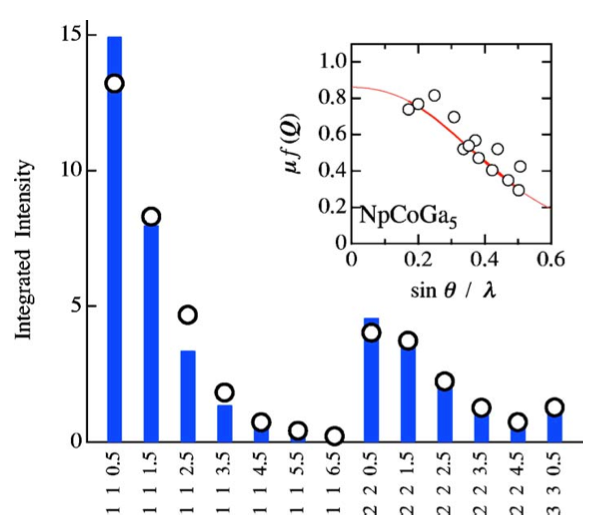 15
10
5
0
Integrated Intensity
1 1 0.5
1 1 1.5
1 1 2.5
1 1 3.5
1 1 4.5
1 1 5.5
1 1 6.5
2 2 0.5
2 2 1.5
2 2 2.5
2 2 3.5
2 2 4.5
3 3 0.5
1.0
0.8
0.6
0.4
0.2
0
μf(Q)
NpCoGa₅
0 0.2 0.4 0.6
sin θ / λ